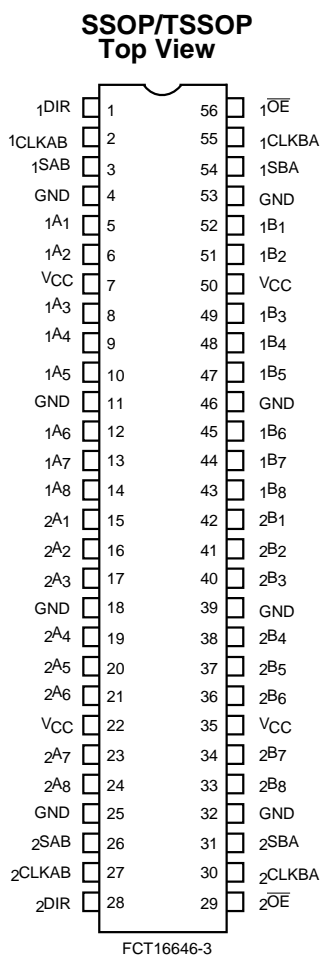 SSOP/TSSOP
Top View
1DIR 1 56 1OE
1CLKAB 2 55 1CLKBA
1SAB 3 54 1SBA
GND 4 53 GND
1A1 5 52 1B1
1A2 6 51 1B2
VCC 7 50 VCC
1A3 8 49 1B3
1A4 9 48 1B4
1A5 10 47 1B5
GND 11 46 GND
1A6 12 45 1B6
1A7 13 44 1B7
1A8 14 43 1B8
2A1 15 42 2B1
2A2 16 41 2B2
2A3 17 40 2B3
GND 18 39 GND
2A4 19 38 2B4
2A5 20 37 2B5
2A6 21 36 2B6
VCC 22 35 VCC
2A7 23 34 2B7
2A8 24 33 2B8
GND 25 32 GND
2SAB 26 31 2SBA
2CLKAB 27 30 2CLKBA
2DIR 28 29 2OE
FCT16646-3